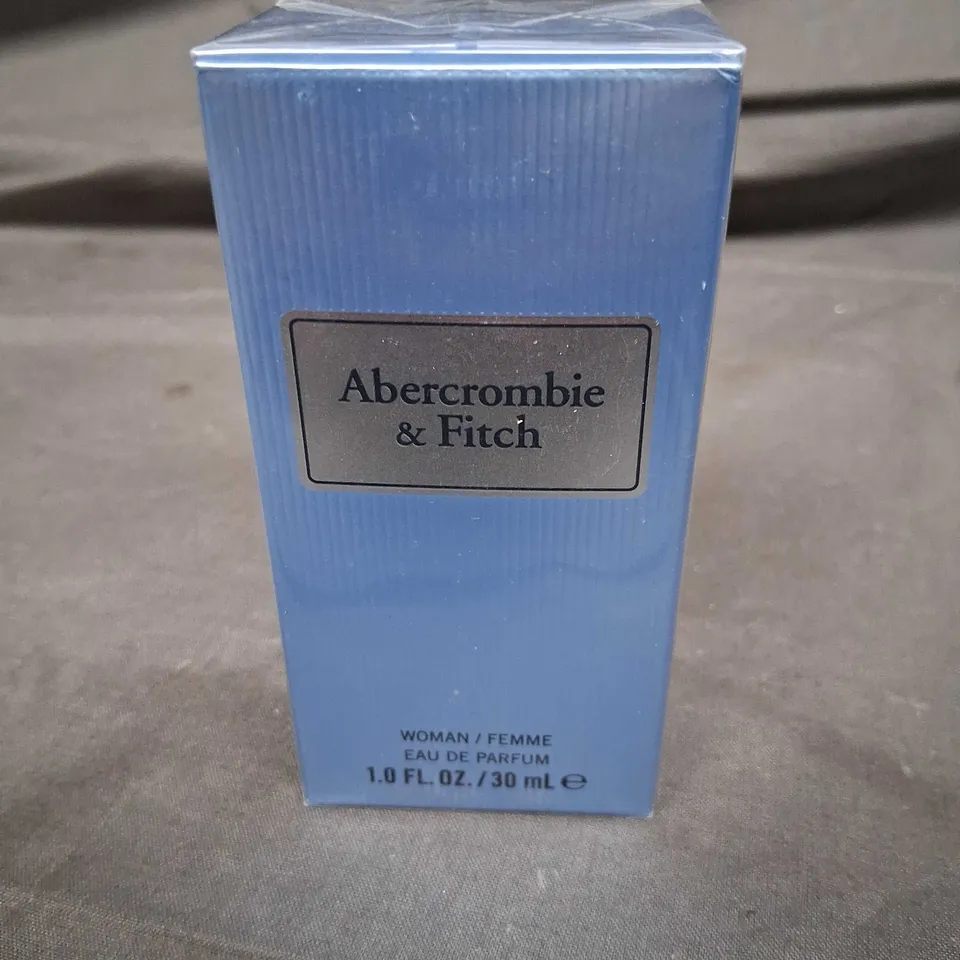 Abercrombie
& Fitch
WOMAN / FEMME
EAU DE PARFUM
1.0 FL. OZ. / 30 mL ℮